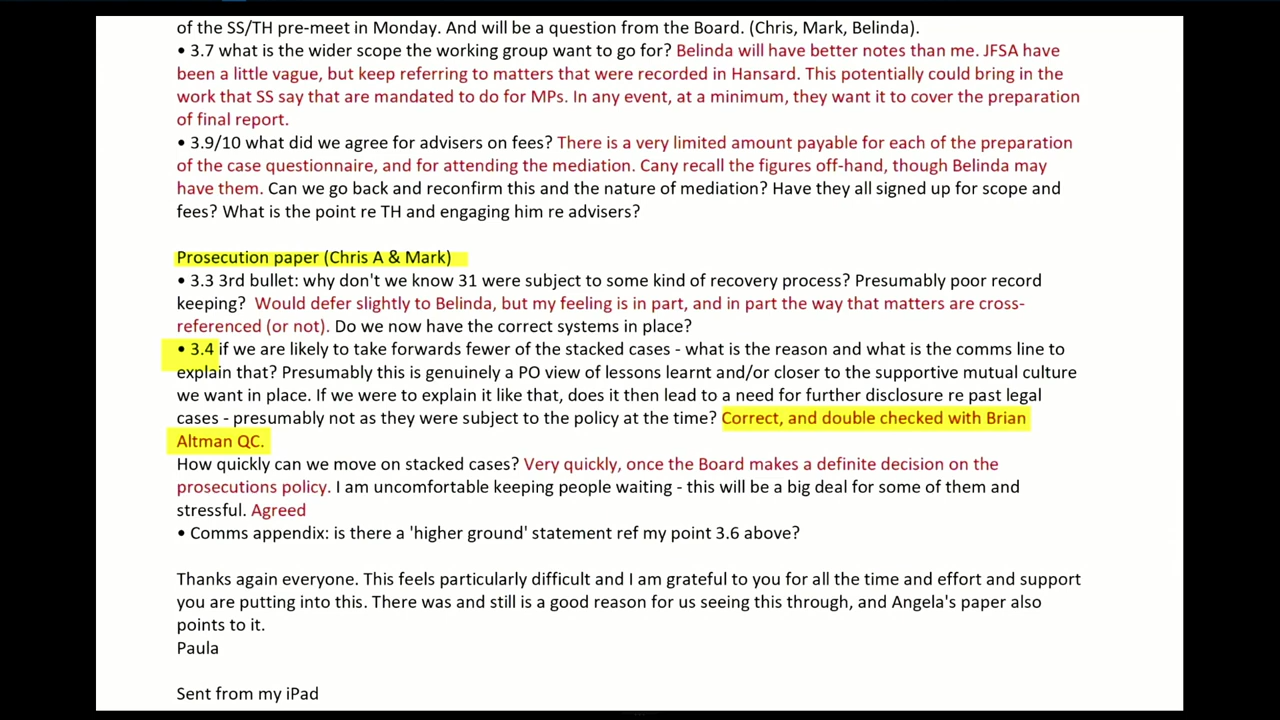 of the SS/TH pre-meet in Monday. And will be a question from the Board. (Chris, Mark, Belinda).
• 3.7 what is the wider scope the working group want to go for? Belinda will have better notes than me. JFSA have
been a little vague, but keep referring to matters that were recorded in Hansard. This potentially could bring in the
work that SS say that are mandated to do for MPs. In any event, at a minimum, they want it to cover the preparation
of final report.
• 3.9/10 what did we agree for advisers on fees? There is a very limited amount payable for each of the preparation
of the case questionnaire, and for attending the mediation. Cany recall the figures off-hand, though Belinda may
have them. Can we go back and reconfirm this and the nature of mediation? Have they all signed up for scope and
fees? What is the point re TH and engaging him re advisers?
Prosecution paper (Chris A & Mark)
• 3.3 3rd bullet: why don't we know 31 were subject to some kind of recovery process? Presumably poor record
keeping? Would defer slightly to Belinda, but my feeling is in part, and in part the way that matters are cross-
referenced (or not). Do we now have the correct systems in place?
• 3.4 if we are likely to take forwards fewer of the stacked cases - what is the reason and what is the comms line to
explain that? Presumably this is genuinely a PO view of lessons learnt and/or closer to the supportive mutual culture
we want in place. If we were to explain it like that, does it then lead to a need for further disclosure re past legal
cases - presumably not as they were subject to the policy at the time? Correct, and double checked with Brian
Altman QC.
How quickly can we move on stacked cases? Very quickly, once the Board makes a definite decision on the
prosecutions policy. I am uncomfortable keeping people waiting - this will be a big deal for some of them and
stressful. Agreed
• Comms appendix: is there a 'higher ground' statement ref my point 3.6 above?
Thanks again everyone. This feels particularly difficult and I am grateful to you for all the time and effort and support
you are putting into this. There was and still is a good reason for us seeing this through, and Angela's paper also
points to it.
Paula
Sent from my iPad